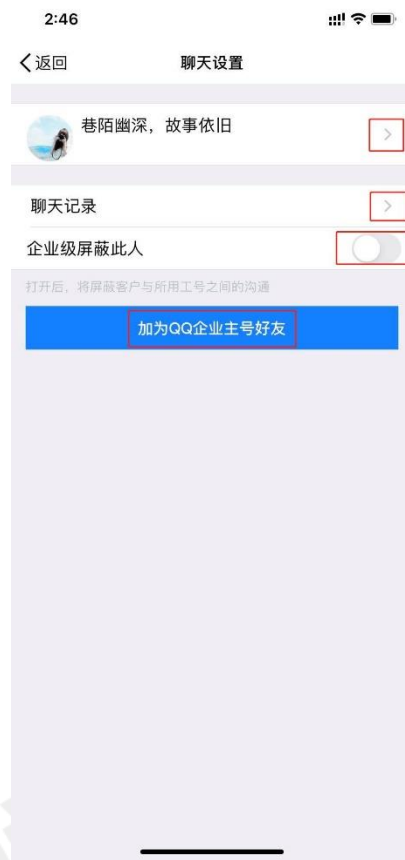 2:46
返回
聊天设置
巷陌幽深，故事依旧
聊天记录
企业级屏蔽此人
打开后，将屏蔽客户与所用工号之间的沟通
加为QQ企业主号好友